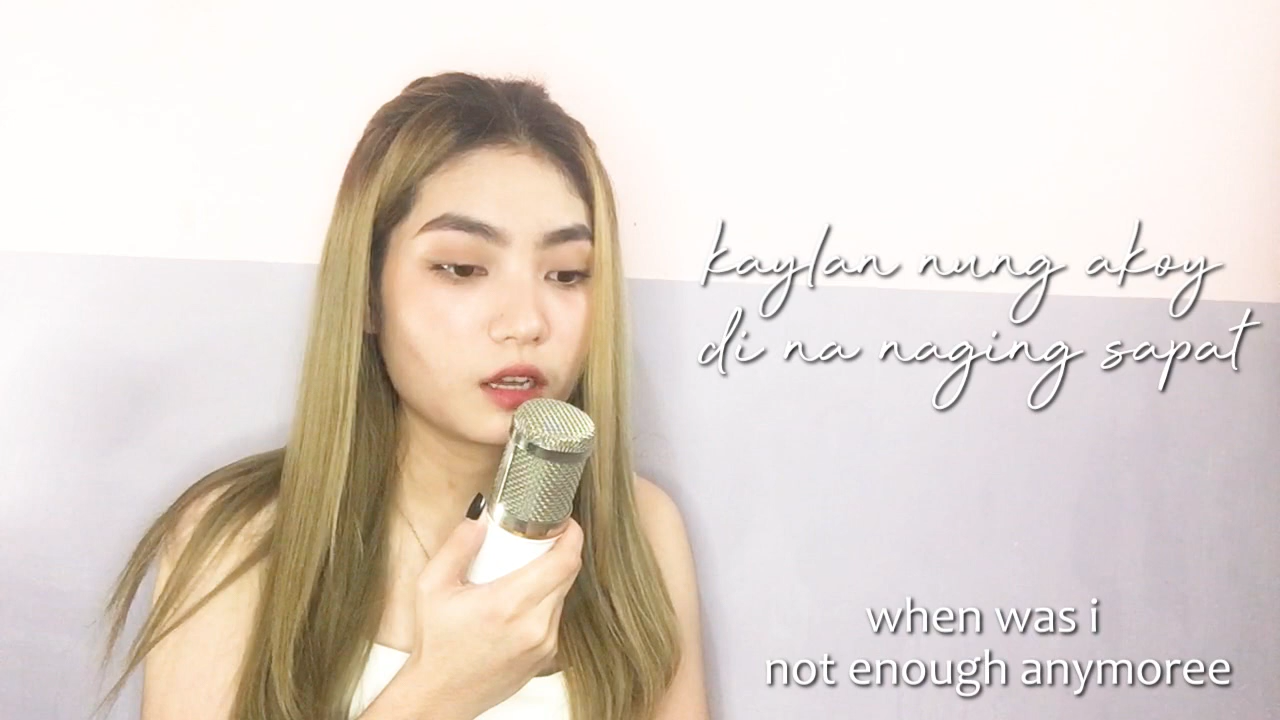 kaylan nung akoy
di na naging sapat
when was i
not enough anymoree